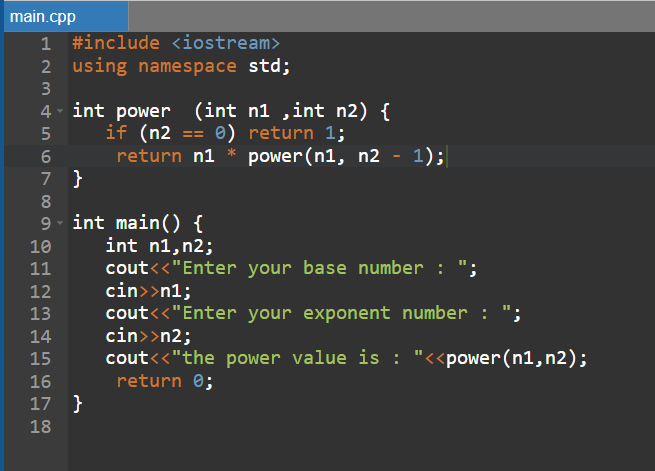 main.cpp
1 #include <iostream>
2 using namespace std;
3
4 int power  (int n1 ,int n2) {
5    if (n2 == 0) return 1;
6     return n1 * power(n1, n2 - 1);
7 }
8
9 int main() {
10    int n1,n2;
11    cout<<"Enter your base number : ";
12    cin>>n1;
13    cout<<"Enter your exponent number : ";
14    cin>>n2;
15    cout<<"the power value is : "<<power(n1,n2);
16     return 0;
17 }
18